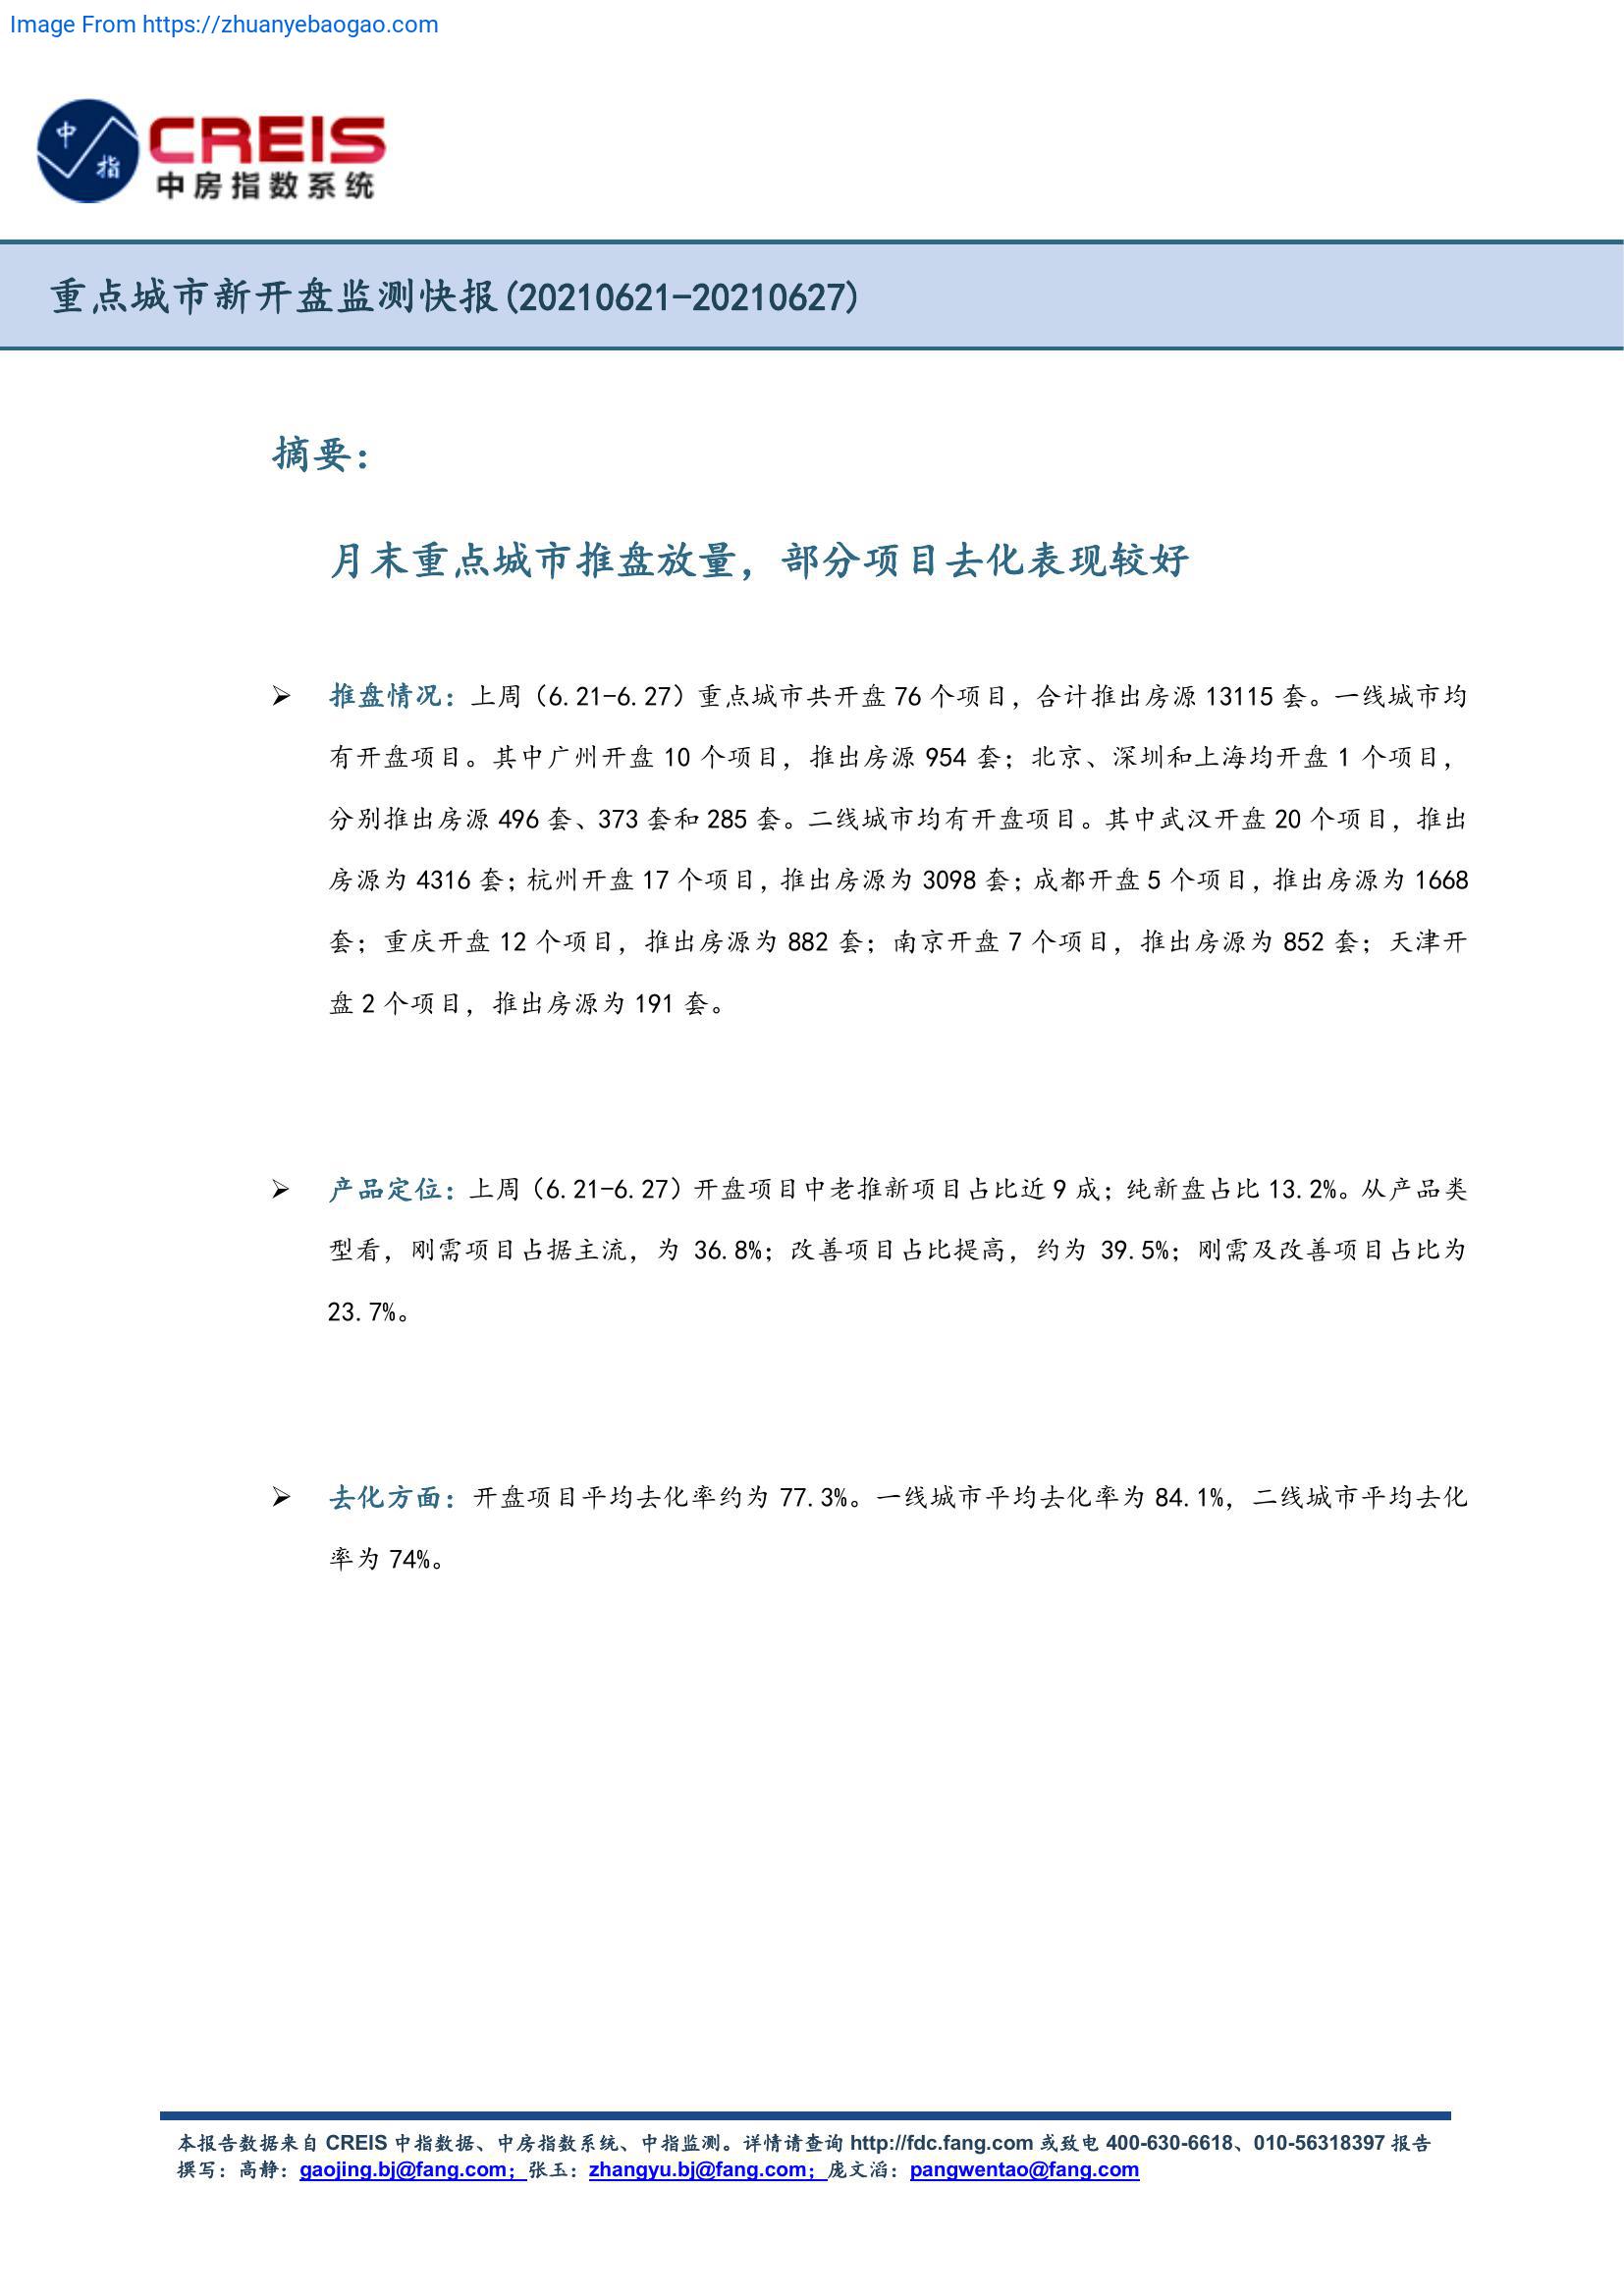 Image From https://zhuanyebaogao.com
中
指
CREIS
中房指数系统
重点城市新开盘监测快报(20210621-20210627)
摘要：
月末重点城市推盘放量，部分项目去化表现较好
➢ 推盘情况：上周（6.21-6.27）重点城市共开盘 76 个项目，合计推出房源 13115 套。一线城市均
有开盘项目。其中广州开盘 10 个项目，推出房源 954 套；北京、深圳和上海均开盘 1 个项目，
分别推出房源 496 套、373 套和 285 套。二线城市均有开盘项目。其中武汉开盘 20 个项目，推出
房源为 4316 套；杭州开盘 17 个项目，推出房源为 3098 套；成都开盘 5 个项目，推出房源为 1668
套；重庆开盘 12 个项目，推出房源为 882 套；南京开盘 7 个项目，推出房源为 852 套；天津开
盘 2 个项目，推出房源为 191 套。
➢ 产品定位：上周（6.21-6.27）开盘项目中老推新项目占比近 9 成；纯新盘占比 13.2%。从产品类
型看，刚需项目占据主流，为 36.8%；改善项目占比提高，约为 39.5%；刚需及改善项目占比为
23.7%。
➢ 去化方面：开盘项目平均去化率约为 77.3%。一线城市平均去化率为 84.1%，二线城市平均去化
率为 74%。
本报告数据来自 CREIS 中指数据、中房指数系统、中指监测。详情请查询 http://fdc.fang.com 或致电 400-630-6618、010-56318397 报告
撰写：高静：gaojing.bj@fang.com；张玉：zhangyu.bj@fang.com；庞文滔：pangwentao@fang.com